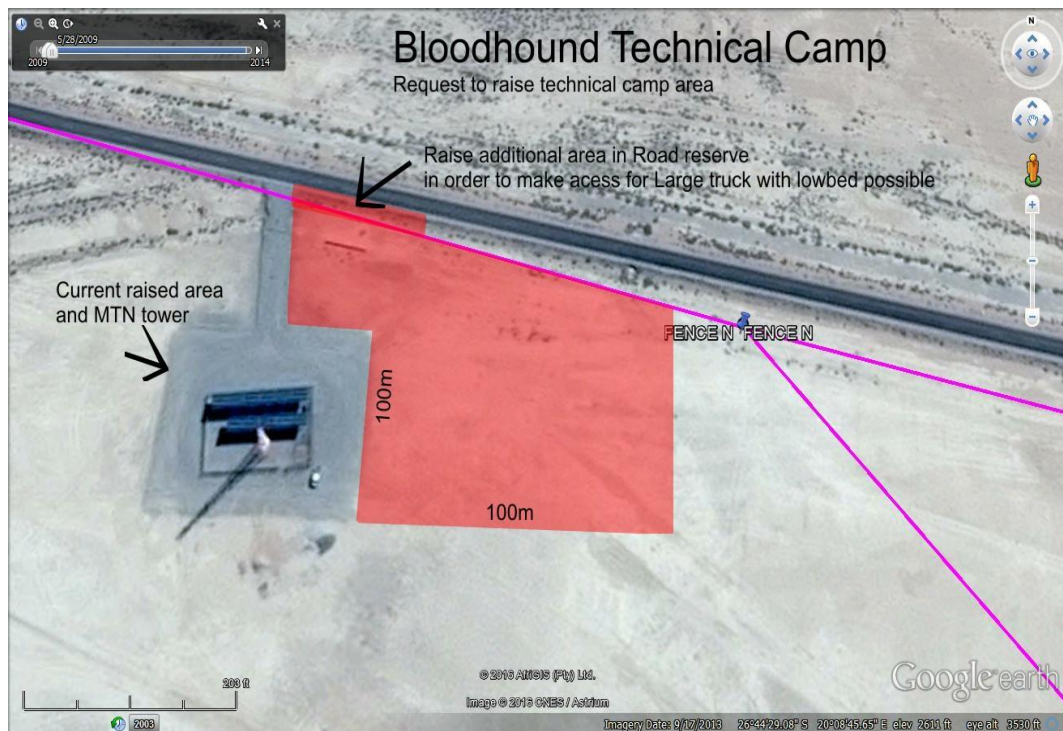 5/28/2009
2009
2014
Bloodhound Technical Camp
Request to raise technical camp area
N
Raise additional area in Road reserve
in order to make acess for Large truck with lowbed possible
Current raised area
and MTN tower
FENCE N
FENCE N
100m
100m
203 ft
© 2016 AfriGIS (Pty) Ltd.
Image © 2016 CNES / Astrium
Google earth
2003
Imagery Date: 9/17/2013 26°44'29.08" S 20°08'45.65" E elev 2611 ft eye alt 3530 ft